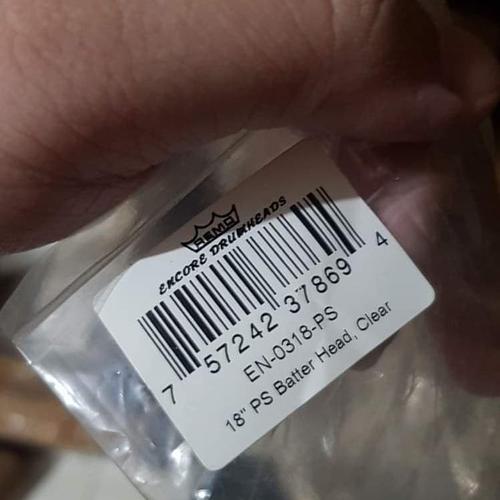 REMO
ENCORE DRUMHEADS
7 57242 37869 4
EN-0318-PS
18" PS Batter Head, Clear